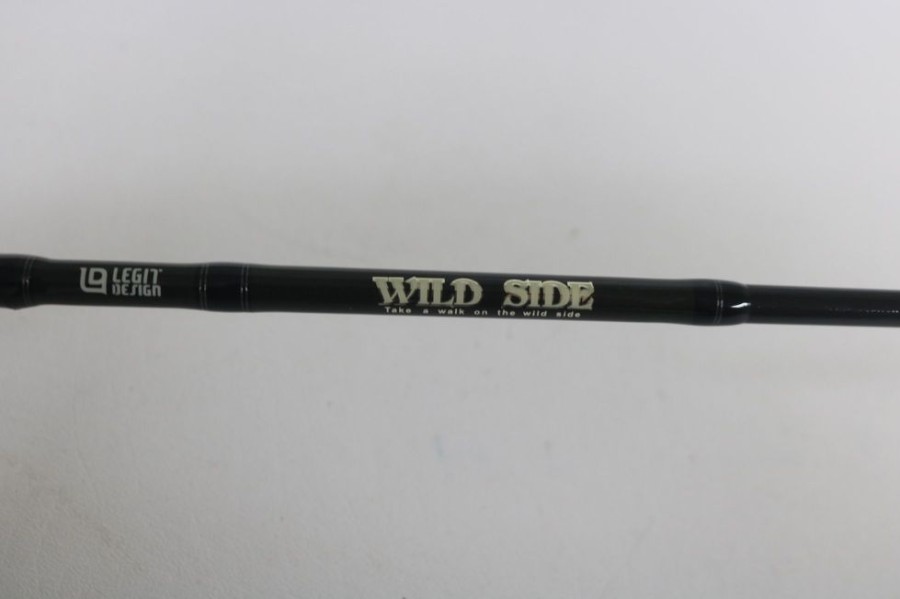 LEGIT
DESIGN
WILD SIDE
Take a walk on the wild side